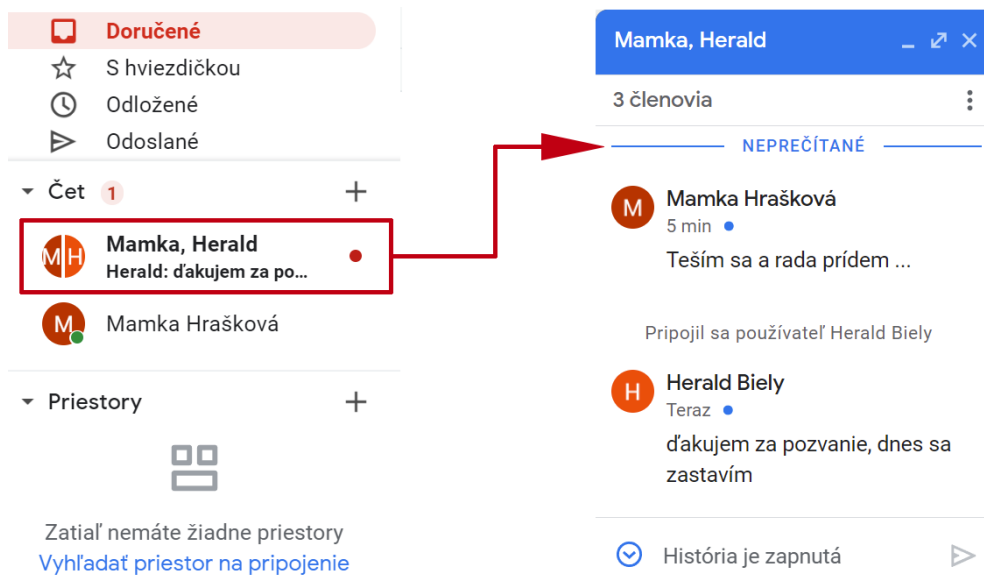 Doručené
S hviezdičkou
Odložené
Odoslané
Čet 1
MH
Mamka, Herald
Herald: ďakujem za po...
M
Mamka Hrašková
Priestory
Zatiaľ nemáte žiadne priestory
Vyhľadať priestor na pripojenie
Mamka, Herald
3 členovia
NEPREČÍTANÉ
M
Mamka Hrašková
5 min
Teším sa a rada prídem ...
Pripojil sa používateľ Herald Biely
H
Herald Biely
Teraz
ďakujem za pozvanie, dnes sa
zastavím
História je zapnutá